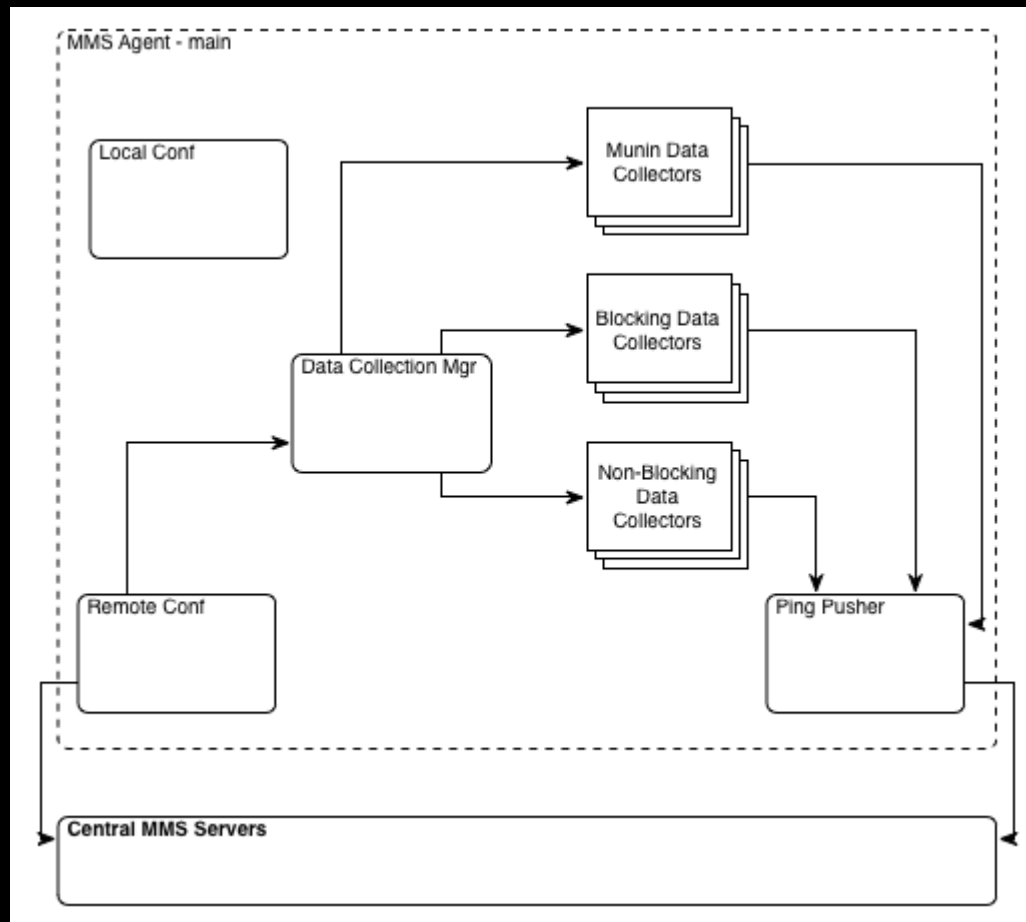 MMS Agent - main
Local Conf
Munin Data
Collectors
Blocking Data
Collectors
Data Collection Mgr
Non-Blocking
Data
Collectors
Remote Conf
Ping Pusher
Central MMS Servers